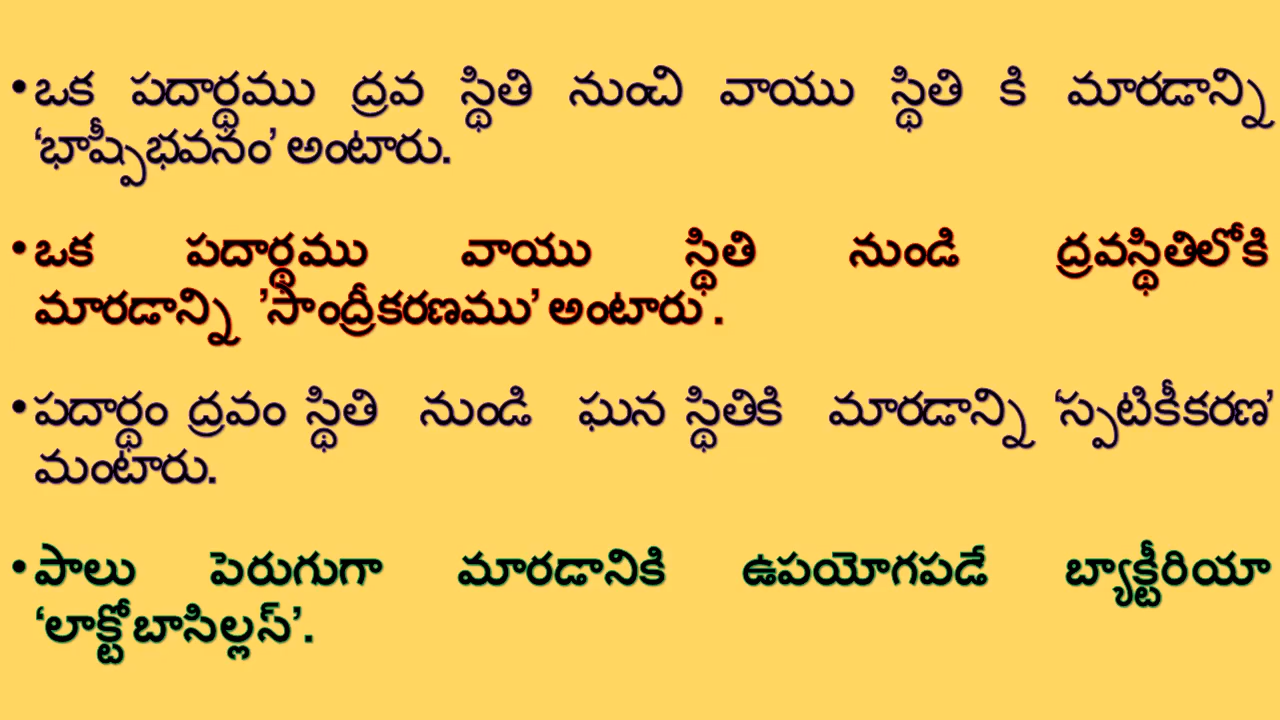 •ఒక పదార్థము ద్రవ స్థితి నుంచి వాయు స్థితి కి మారడాన్ని
‘భాష్పీభవనం’ అంటారు.
•ఒక పదార్థము వాయు స్థితి నుండి ద్రవస్థితిలోకి
మారడాన్ని ’సాంద్రీకరణము’ అంటారు .
•పదార్థం ద్రవం స్థితి నుండి ఘన స్థితికి మారడాన్ని ‘స్పటికీకరణ’
మంటారు.
•పాలు పెరుగుగా మారడానికి ఉపయోగపడే బ్యాక్టీరియా
‘లాక్టోబాసిల్లస్’.